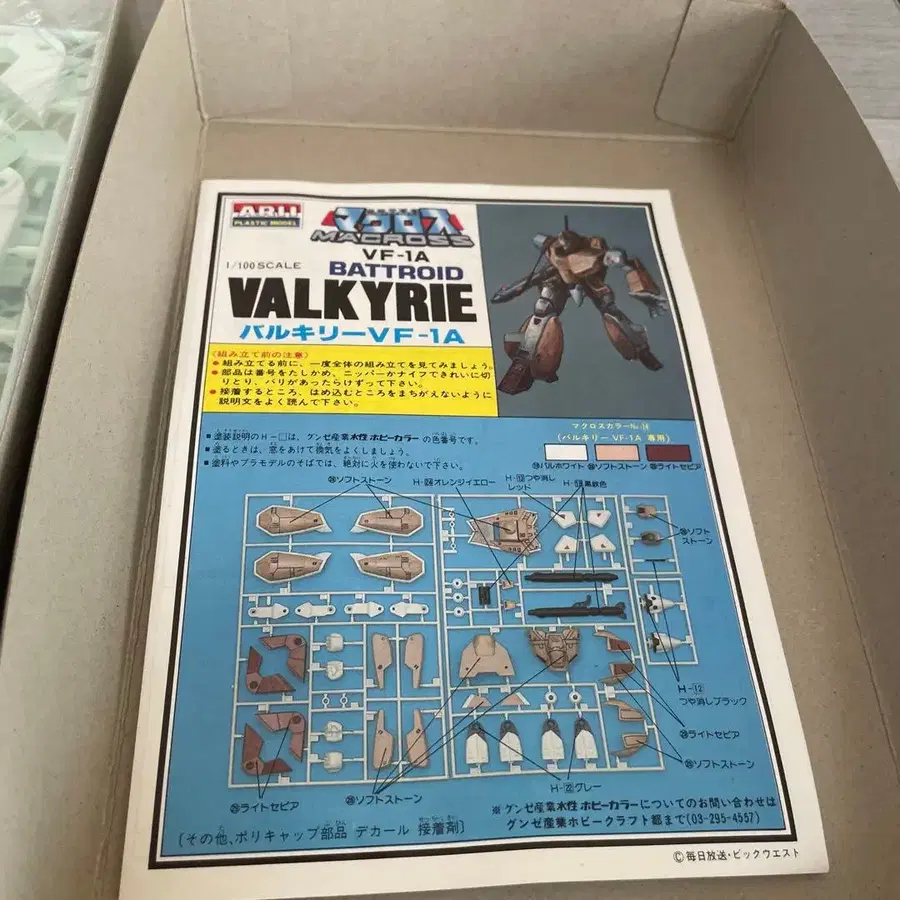 ARII
PLASTIC MODEL
マクロス
MACROSS
VF-1A
1/100 SCALE
BATTROID
VALKYRIE
バルキリーVF-1A
〈組み立て前の注意〉
●組み立てる前に、一度全体の組み立てを見てみましょう。
●部品は番号をたしかめ、ニッパーかナイフできれいに切
りとり、バリがあったらけずって下さい。
●接着するところ、はめ込むところをまちがえないように
説明文をよく読んで下さい。
■塗装説明のH-□は、グンゼ産業水性ホビーカラーの色番号です。
■塗るときは、窓をあけて換気をよくしましょう。
■塗料やプラモデルのそばでは、絶対に火を使わないで下さい。
マクロスカラーNo.14
(バルキリーVF-1A専用)
バルホワイト ソフトストーン ライトセピア
ソフトストーン
H-24オレンジイエロー
H-13つや消し
レッド
黒鉄色
ソフト
ストーン
H-12
つや消しブラック
ライトセピア
ソフトストーン
H-22グレー
ライトセピア
ソフトストーン
※グンゼ産業水性ホビーカラーについてのお問い合わせは
グンゼ産業ホビークラフト都まで(03-295-4557)
〔その他、ポリキャップ部品 デカール 接着剤〕
©毎日放送・ビックウエスト